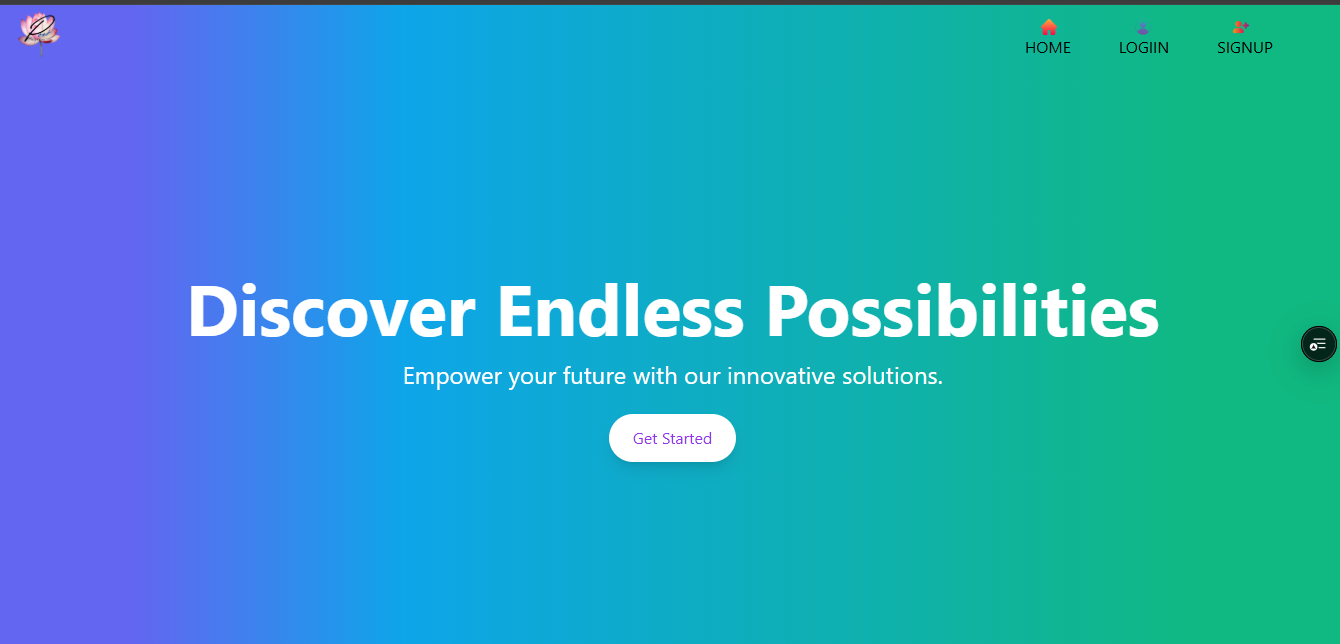 HOME LOGIIN SIGNUP
Discover Endless Possibilities
Empower your future with our innovative solutions.
Get Started